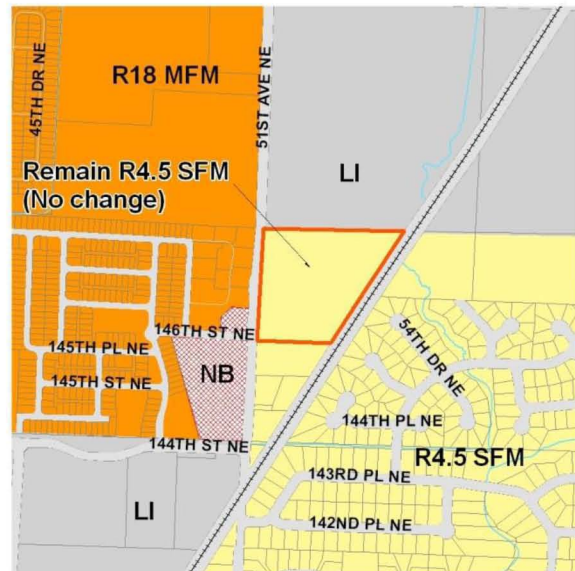 R18 MFM
45TH DR NE
51ST AVE NE
LI
Remain R4.5 SFM
(No change)
146TH ST NE
145TH PL NE
NB
145TH ST NE
54TH DR NE
144TH PL NE
144TH ST NE
R4.5 SFM
143RD PL NE
LI
142ND PL NE